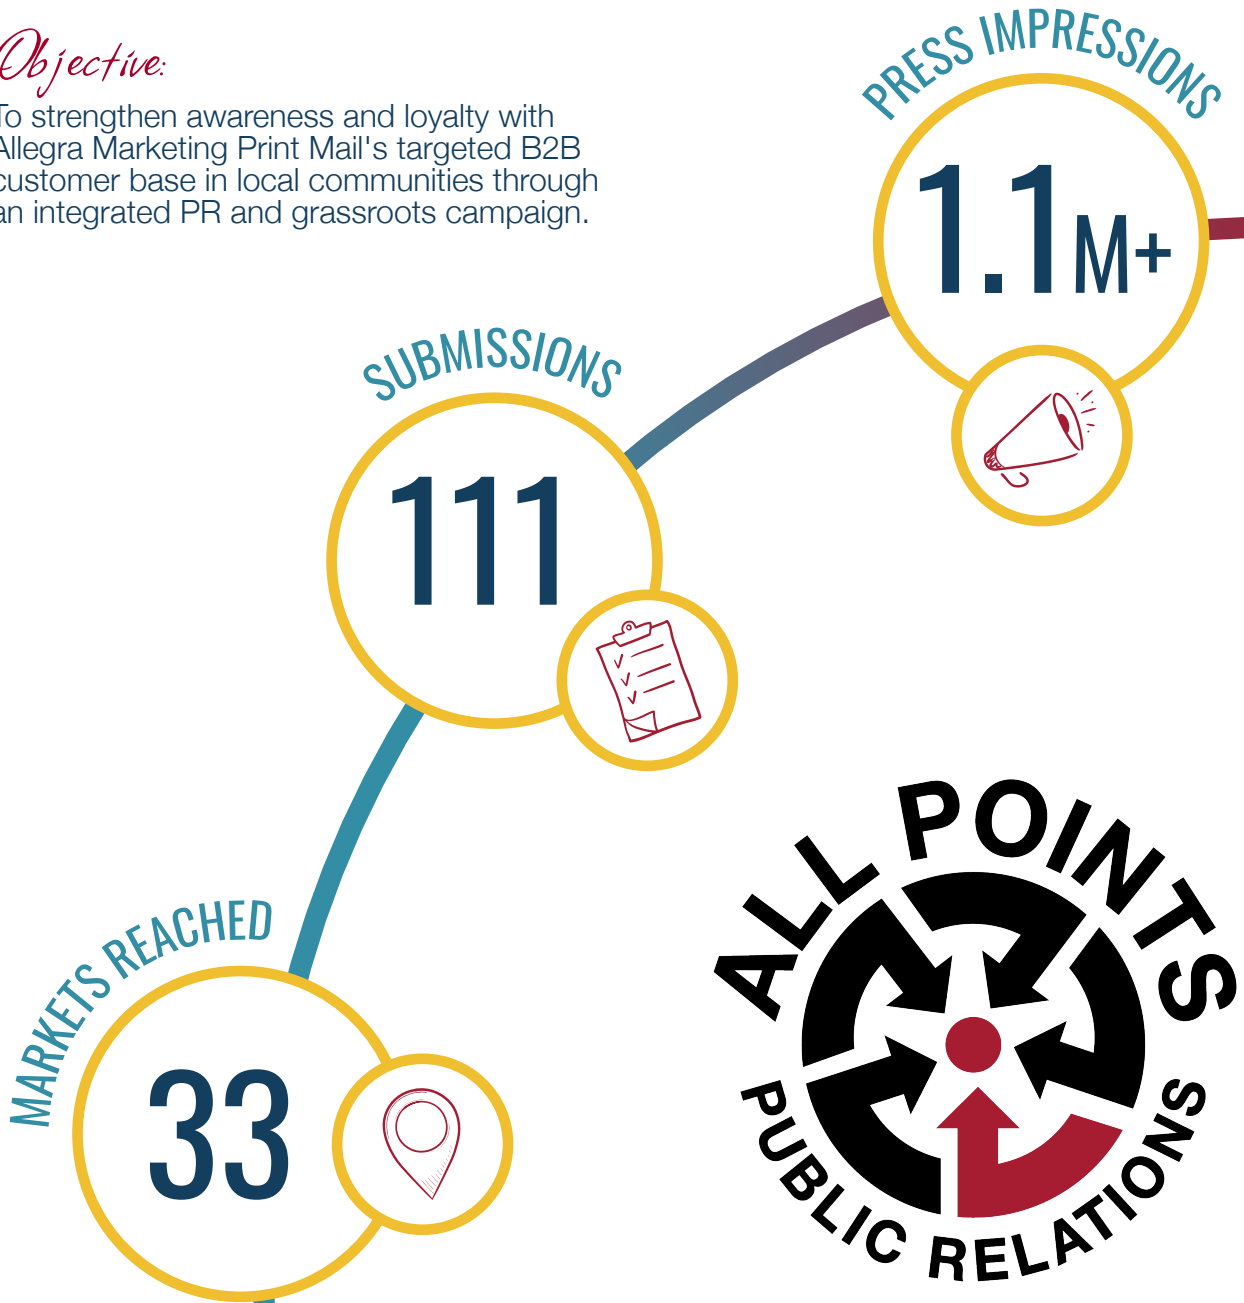 Objective:
To strengthen awareness and loyalty with
Allegra Marketing Print Mail's targeted B2B
customer base in local communities through
an integrated PR and grassroots campaign.
PRESS IMPRESSIONS
1.1M+
SUBMISSIONS
111
MARKETS REACHED
33
ALL POINTS
PUBLIC RELATIONS